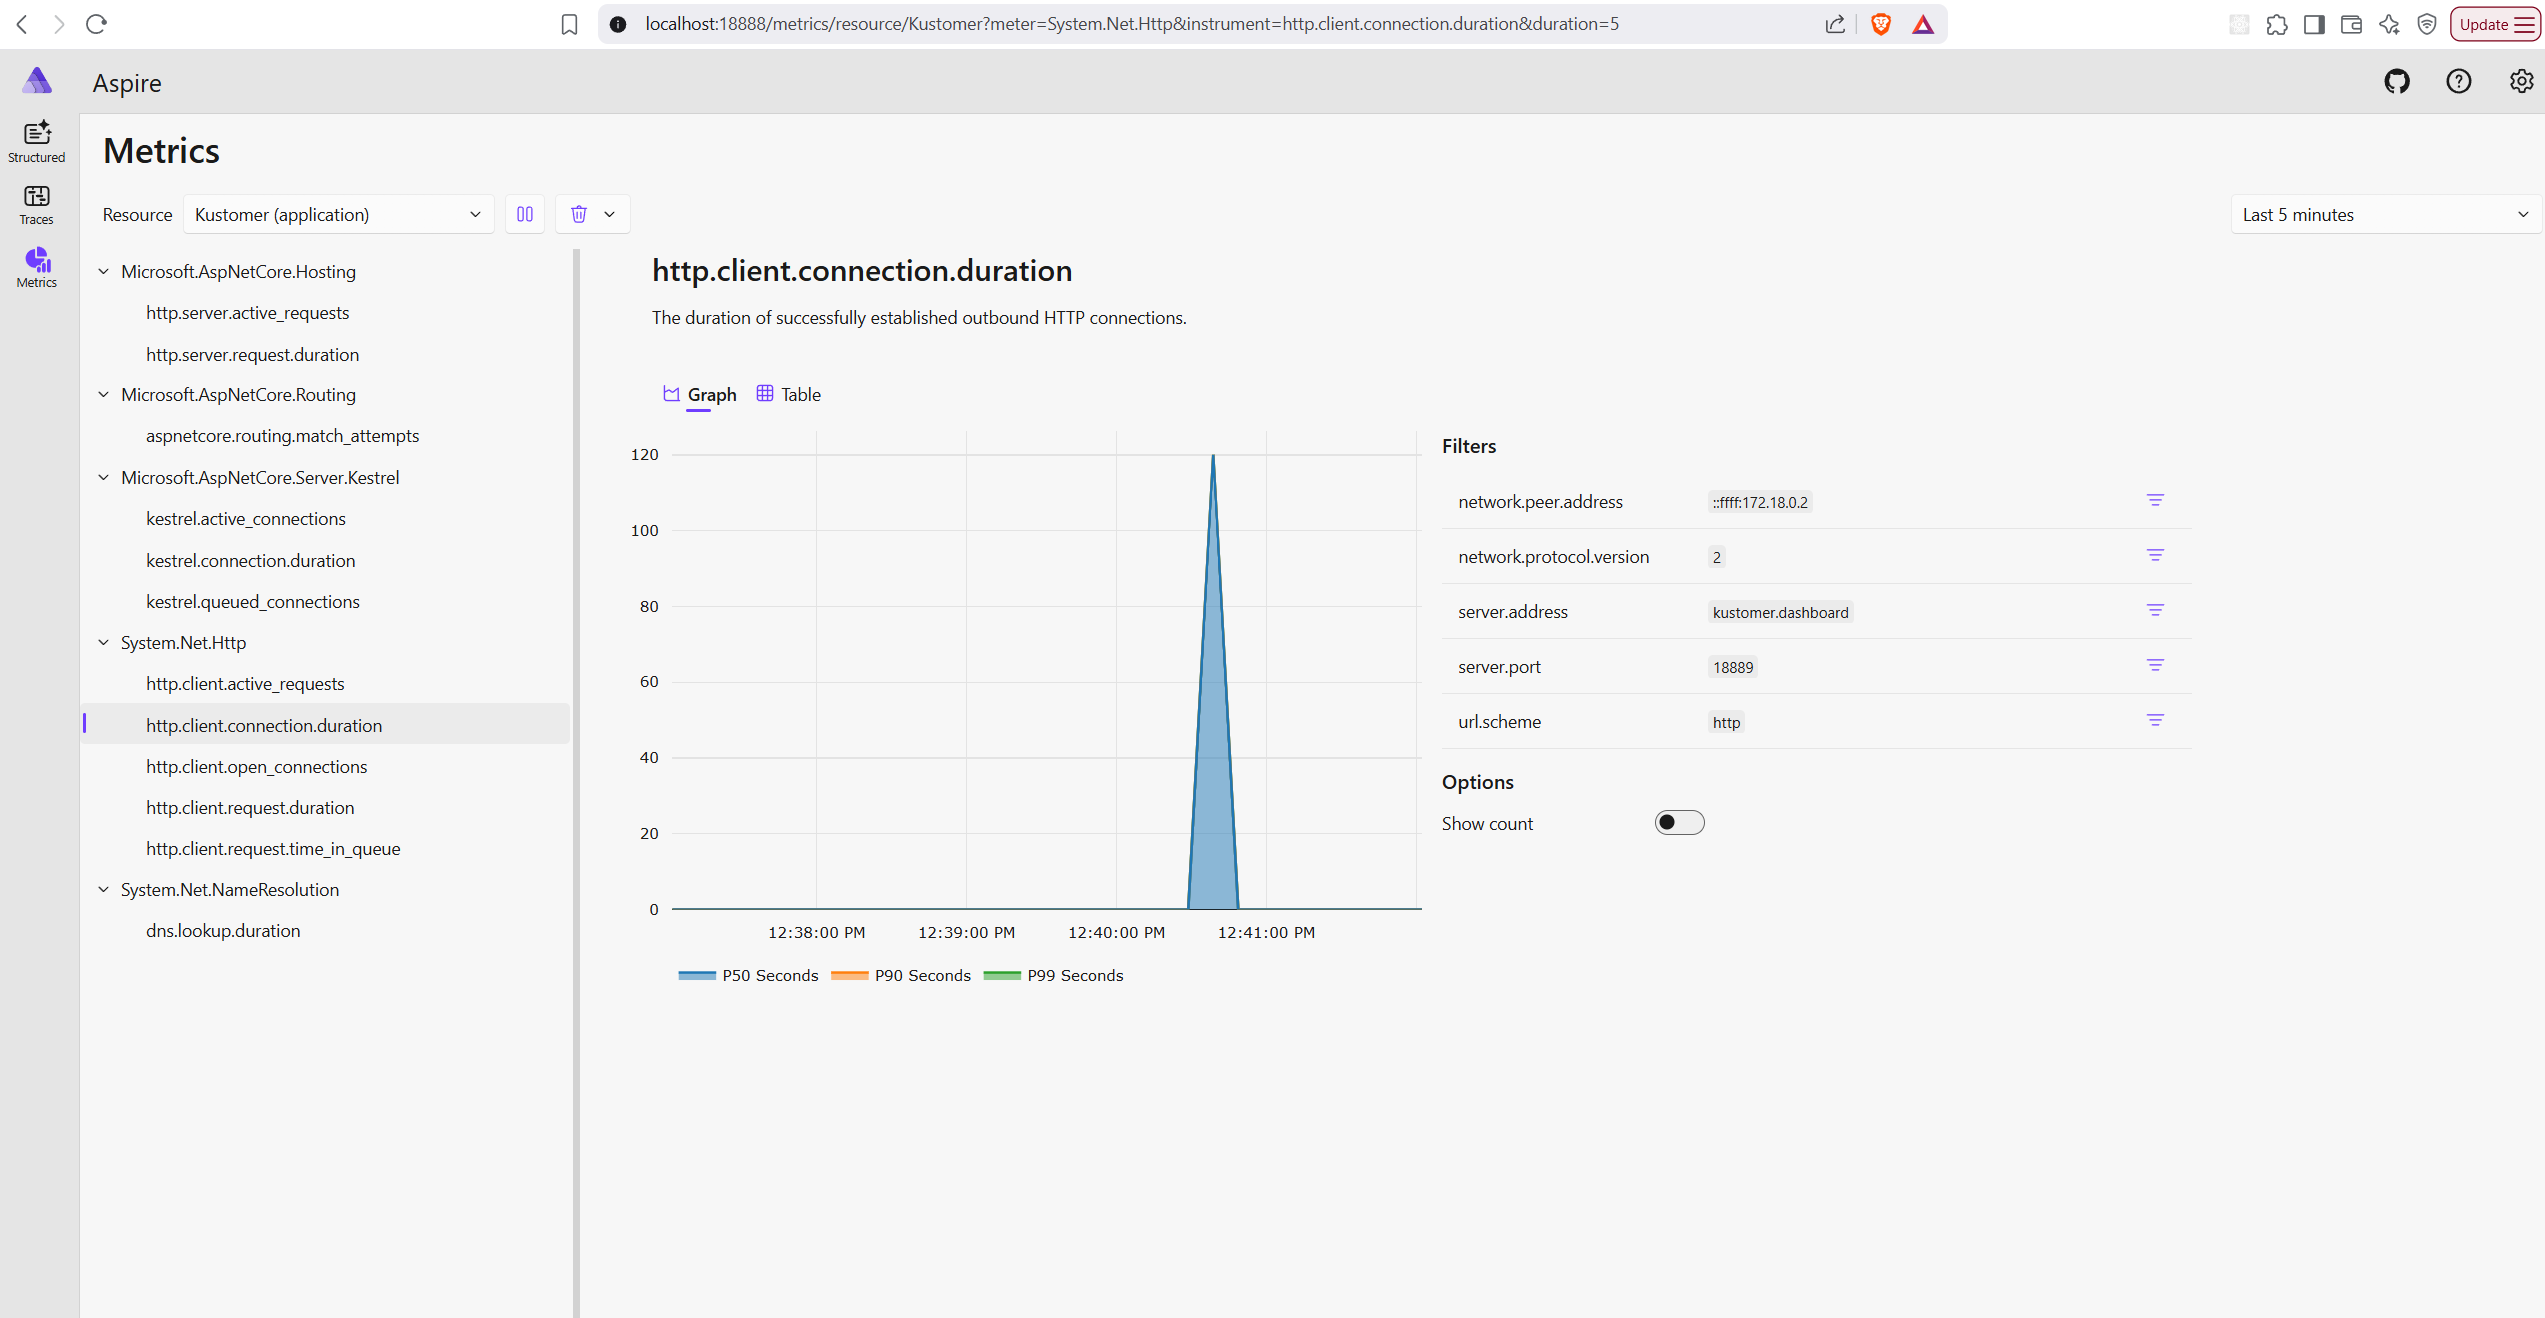 localhost:18888/metrics/resource/Kustomer?meter=System.Net.Http&instrument=http.client.connection.duration&duration=5
Update
Aspire
Structured
Traces
Metrics
Metrics
Resource
Kustomer (application)
Last 5 minutes
Microsoft.AspNetCore.Hosting
http.server.active_requests
http.server.request.duration
Microsoft.AspNetCore.Routing
aspnetcore.routing.match_attempts
Microsoft.AspNetCore.Server.Kestrel
kestrel.active_connections
kestrel.connection.duration
kestrel.queued_connections
System.Net.Http
http.client.active_requests
http.client.connection.duration
http.client.open_connections
http.client.request.duration
http.client.request.time_in_queue
System.Net.NameResolution
dns.lookup.duration
http.client.connection.duration
The duration of successfully established outbound HTTP connections.
Graph Table
120
100
80
60
40
20
0
12:38:00 PM 12:39:00 PM 12:40:00 PM 12:41:00 PM
P50 Seconds P90 Seconds P99 Seconds
Filters
network.peer.address ::ffff:172.18.0.2
network.protocol.version 2
server.address kustomer.dashboard
server.port 18889
url.scheme http
Options
Show count